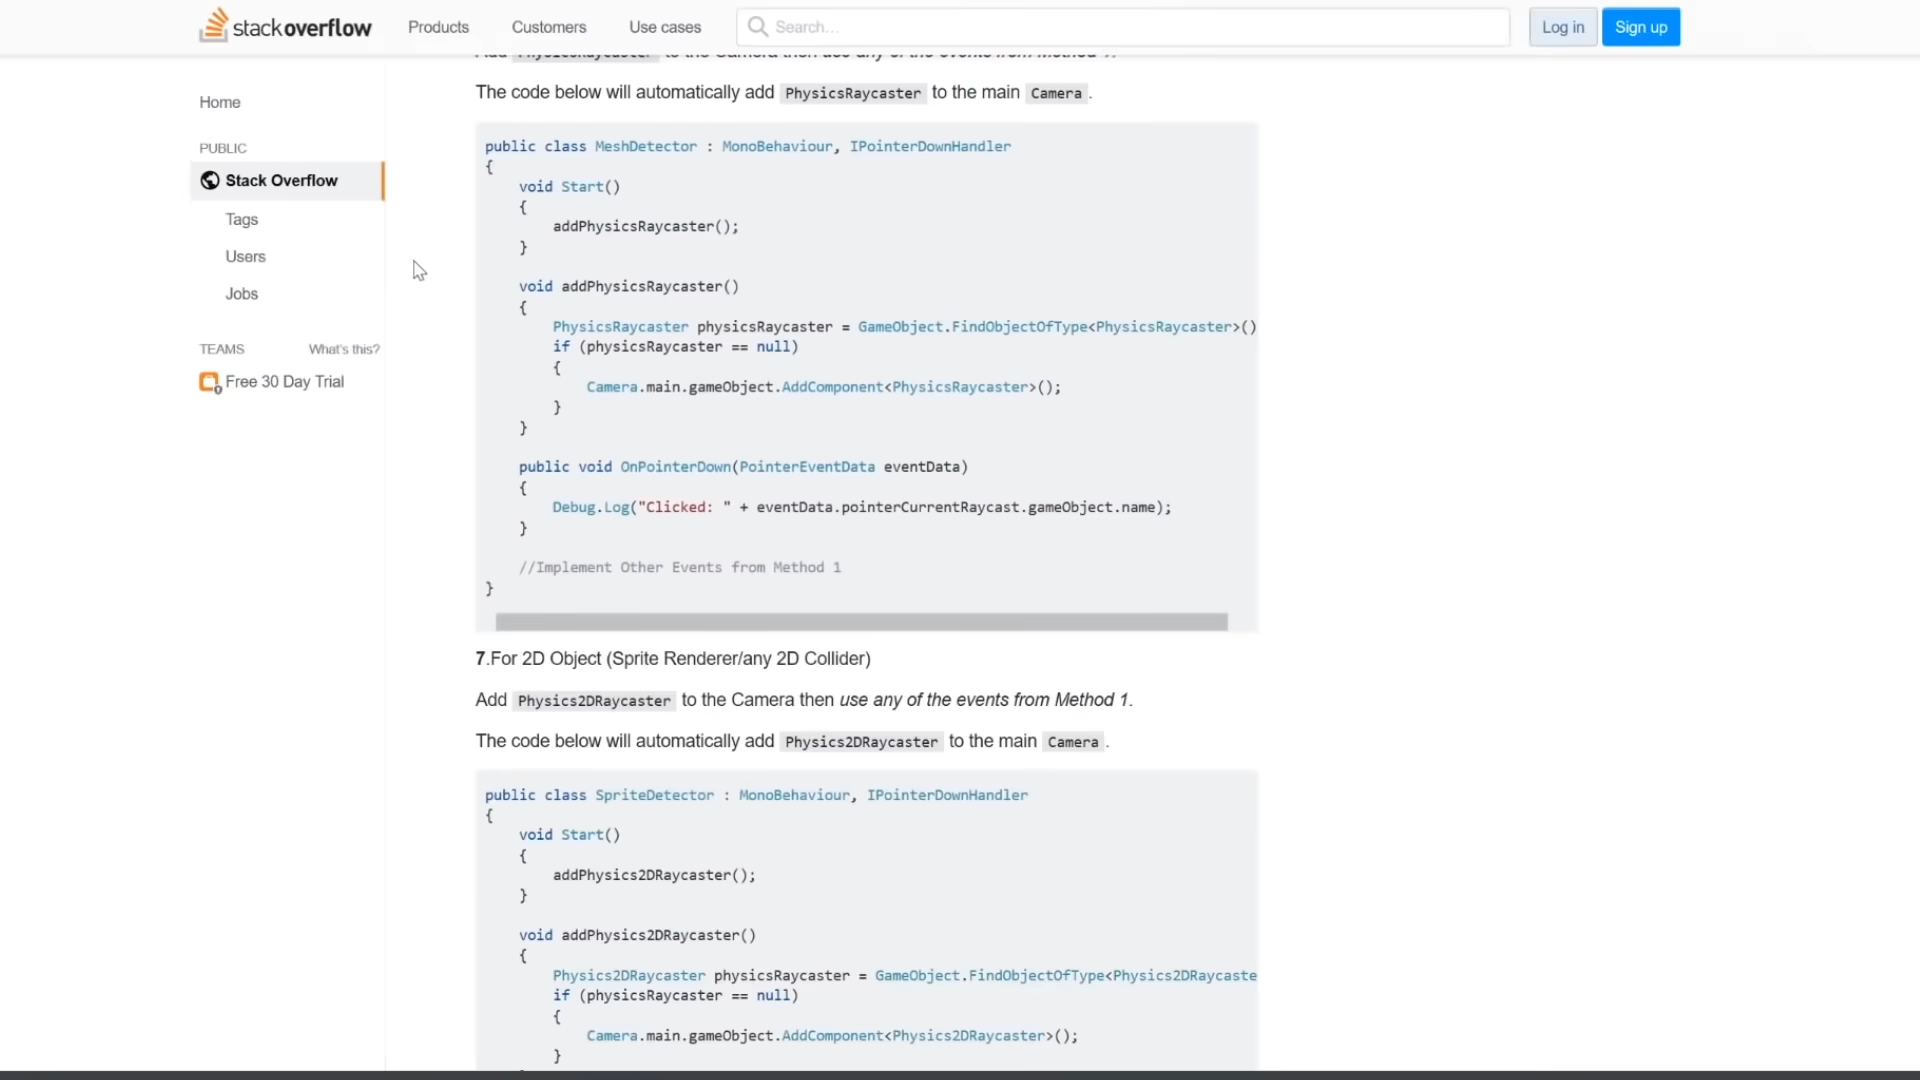 stackoverflow
Products
Customers
Use cases
Search...
Log in
Sign up
Home
PUBLIC
Stack Overflow
Tags
Users
Jobs
TEAMS
What's this?
Free 30 Day Trial
The code below will automatically add PhysicsRaycaster to the main Camera.
public class MeshDetector : MonoBehaviour, IPointerDownHandler
{
    void Start()
    {
        addPhysicsRaycaster();
    }
    void addPhysicsRaycaster()
    {
        PhysicsRaycaster physicsRaycaster = GameObject.FindObjectOfType<PhysicsRaycaster>()
        if (physicsRaycaster == null)
        {
            Camera.main.gameObject.AddComponent<PhysicsRaycaster>();
        }
    }
    public void OnPointerDown(PointerEventData eventData)
    {
        Debug.Log("Clicked: " + eventData.pointerCurrentRaycast.gameObject.name);
    }
    //Implement Other Events from Method 1
}
7.For 2D Object (Sprite Renderer/any 2D Collider)
Add Physics2DRaycaster to the Camera then use any of the events from Method 1.
The code below will automatically add Physics2DRaycaster to the main Camera.
public class SpriteDetector : MonoBehaviour, IPointerDownHandler
{
    void Start()
    {
        addPhysics2DRaycaster();
    }
    void addPhysics2DRaycaster()
    {
        Physics2DRaycaster physicsRaycaster = GameObject.FindObjectOfType<Physics2DRaycaste
        if (physicsRaycaster == null)
        {
            Camera.main.gameObject.AddComponent<Physics2DRaycaster>();
        }